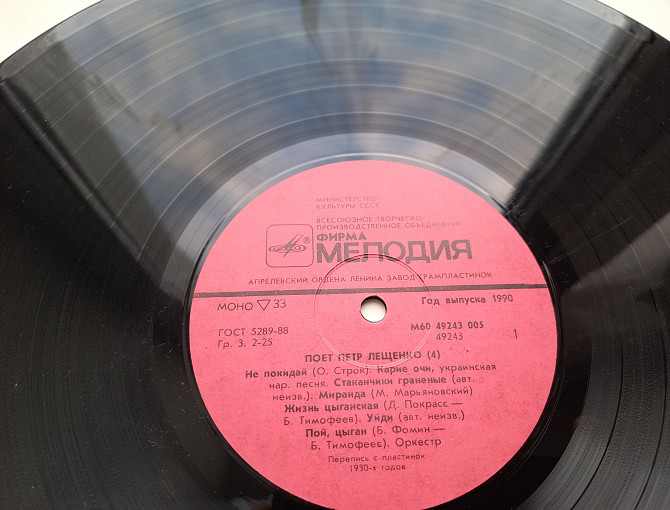 МИНИСТЕРСТВО
КУЛЬТУРЫ СССР
ВСЕСОЮЗНОЕ ТВОРЧЕСКО-
ПРОИЗВОДСТВЕННОЕ ОБЪЕДИНЕНИЕ
ФИРМА
МЕЛОДИЯ
АПРЕЛЕВСКИЙ ОРДЕНА ЛЕНИНА ЗАВОД ГРАМПЛАСТИНОК
МОНО 33
Год выпуска 1990
ГОСТ 5289-88
Гр. 3. 2-25
М60 49243 005
49243
1
ПОЕТ ПЕТР ЛЕЩЕНКО (4)
Не покидай (О. Строк). Карие очи, украинская
нар. песня. Стаканчики граненые (авт.
неизв.). Миранда (М. Марьяновский)
Жизнь цыганская (Д. Покрасс —
Б. Тимофеев). Уйди (авт. неизв.)
Пой, цыган (Б. Фомин —
Б. Тимофеев). Оркестр
Перепись с пластинок
1930-х годов